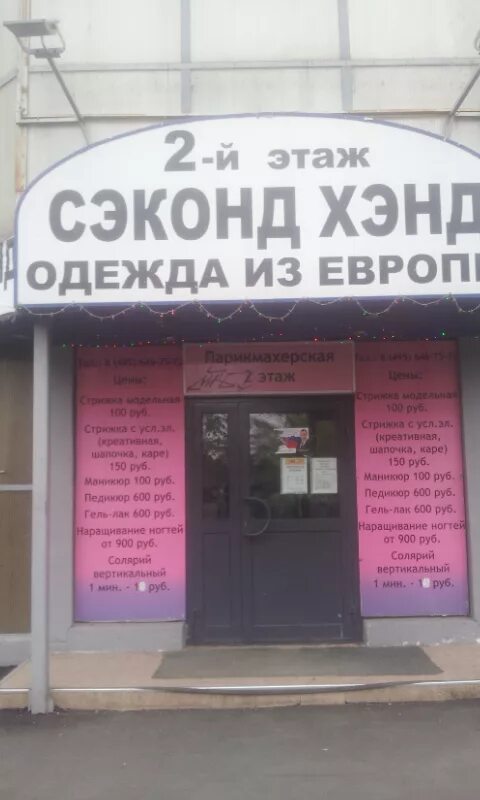 2-й этаж
СЭКОНД ХЭНД
ОДЕЖДА ИЗ ЕВРОП
Парикмахерская
2 этаж
Цены:
Стрижка модельная
100 руб.
Стрижка с усл.эл.
(креативная,
шапочка, каре)
150 руб.
Маникюр 100 руб.
Педикюр 600 руб.
Гель-лак 600 руб.
Наращивание ногтей
от 900 руб.
Солярий
вертикальный
1 мин. - руб.
Цены:
Стрижка модельная
100 руб.
Стрижка с усл.эл.
(креативная,
шапочка, каре)
150 руб.
Маникюр 100 руб.
Педикюр 600 руб.
Гель-лак 600 руб.
Наращивание ногтей
от 900 руб.
Солярий
вертикальный
1 мин. - руб.